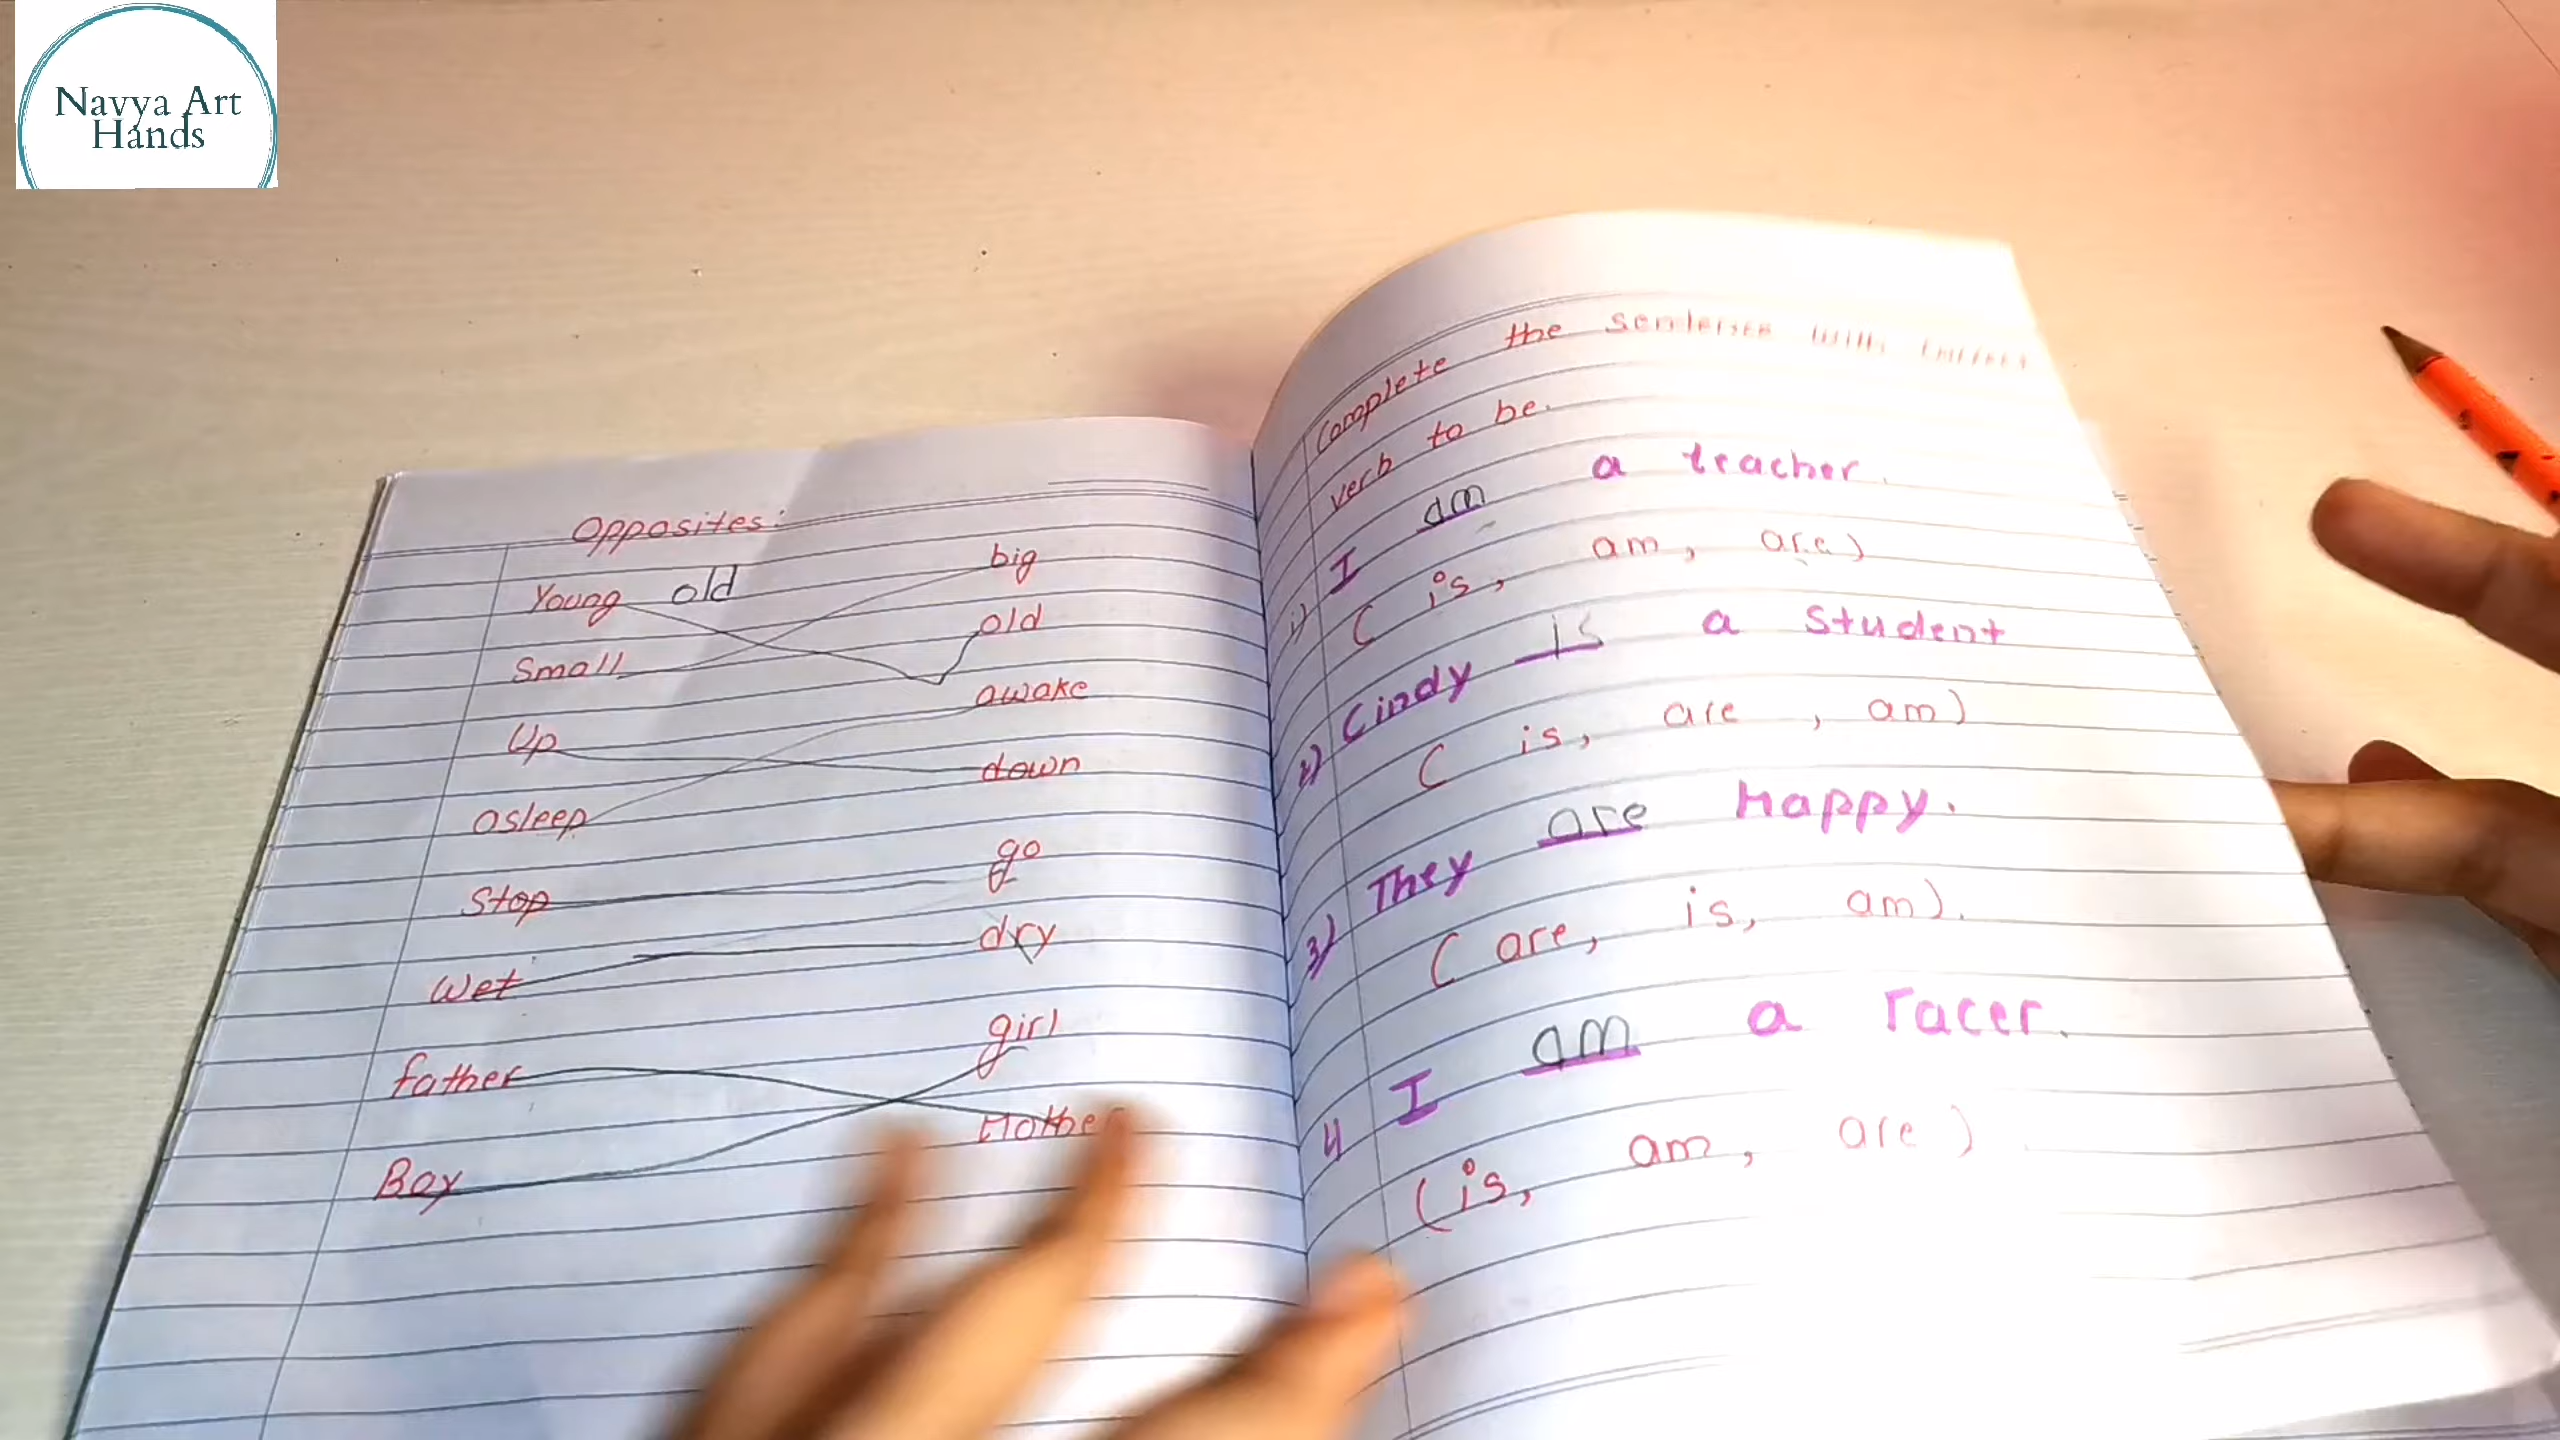 Navya Art
Hands
Opposites:
Young old big
Small old
Up awake
asleep down
Stop go
Wet dry
father girl
Boy Mother
Complete the with
verb to be.
1) I am a teacher.
( is, am, are)
2) Cindy is a student
( is, are , am)
3) They are Happy.
( are, is, am).
4 I am a racer.
(is, am, are)